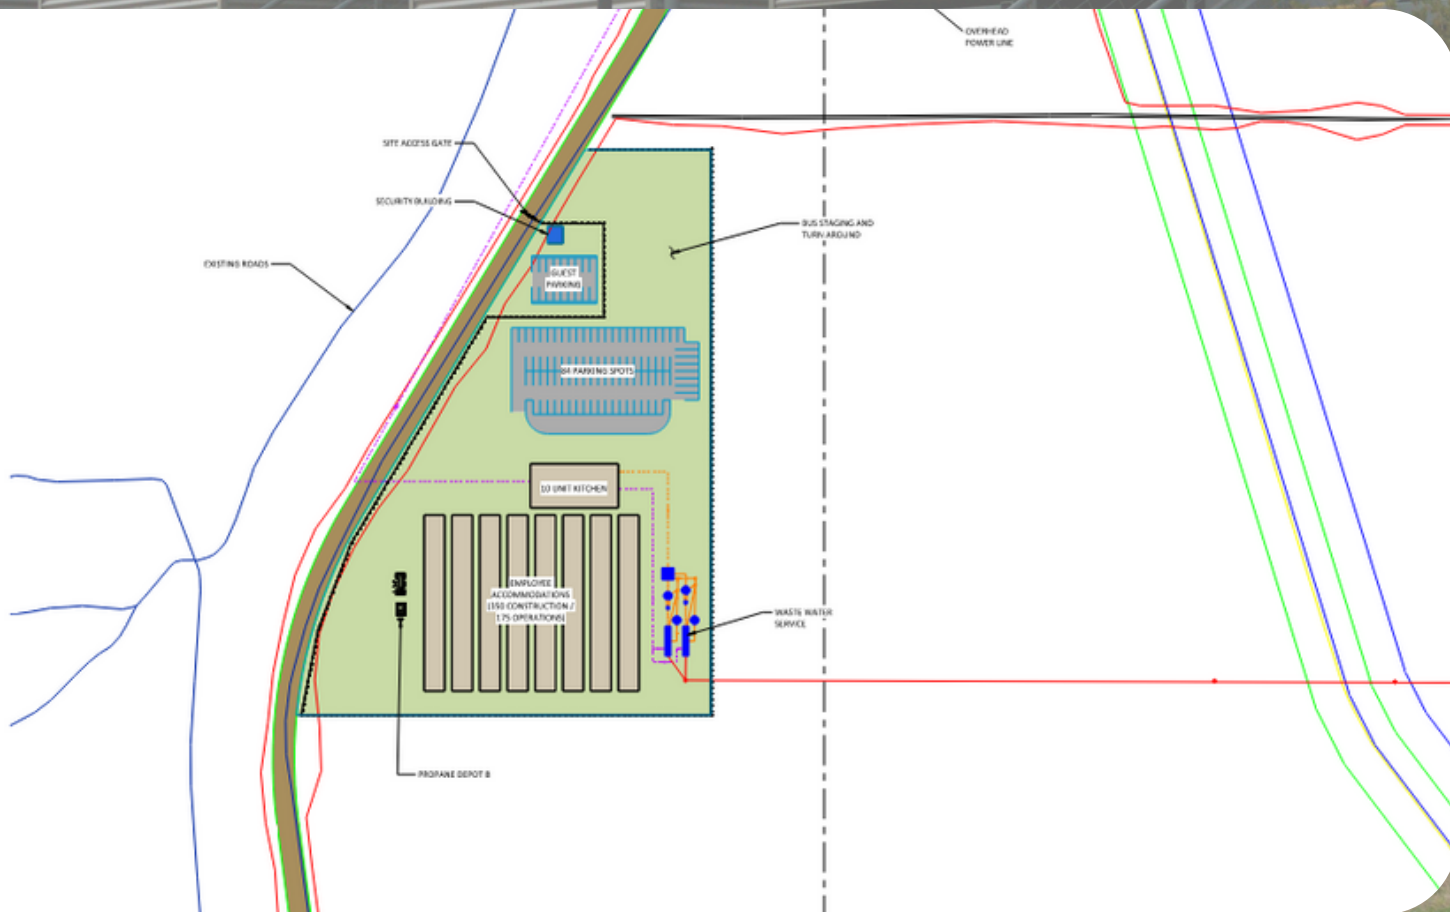 OVERHEAD
POWER LINE
SITE ACCESS GATE
SECURITY BUILDING
BUS STAGING AND
TURN AROUND
EXISTING ROADS
GUEST
PARKING
84 PARKING SPOTS
10 UNIT KITCHEN
EMPLOYEE
ACCOMMODATIONS
(350 CONSTRUCTION /
175 OPERATIONS)
WASTE WATER
SERVICE
PROPANE DEPOT B